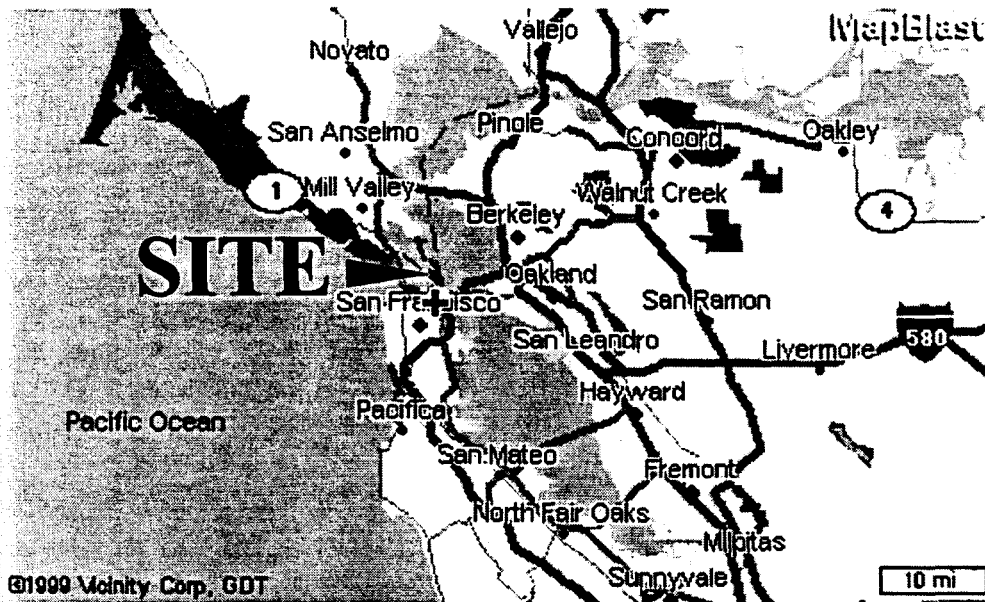 MapBlast
Vallejo
Novato
Pinole
San Anselmo
Concord
Oakley
1
Mill Valley
Walnut Creek
4
Berkeley
SITE
Oakland
San Francisco
San Ramon
580
San Leandro
Livermore
Hayward
Pacifica
Pacific Ocean
San Mateo
Fremont
North Fair Oaks
Milpitas
Sunnyvale
©1999 Vicinity Corp, GDT
10 mi